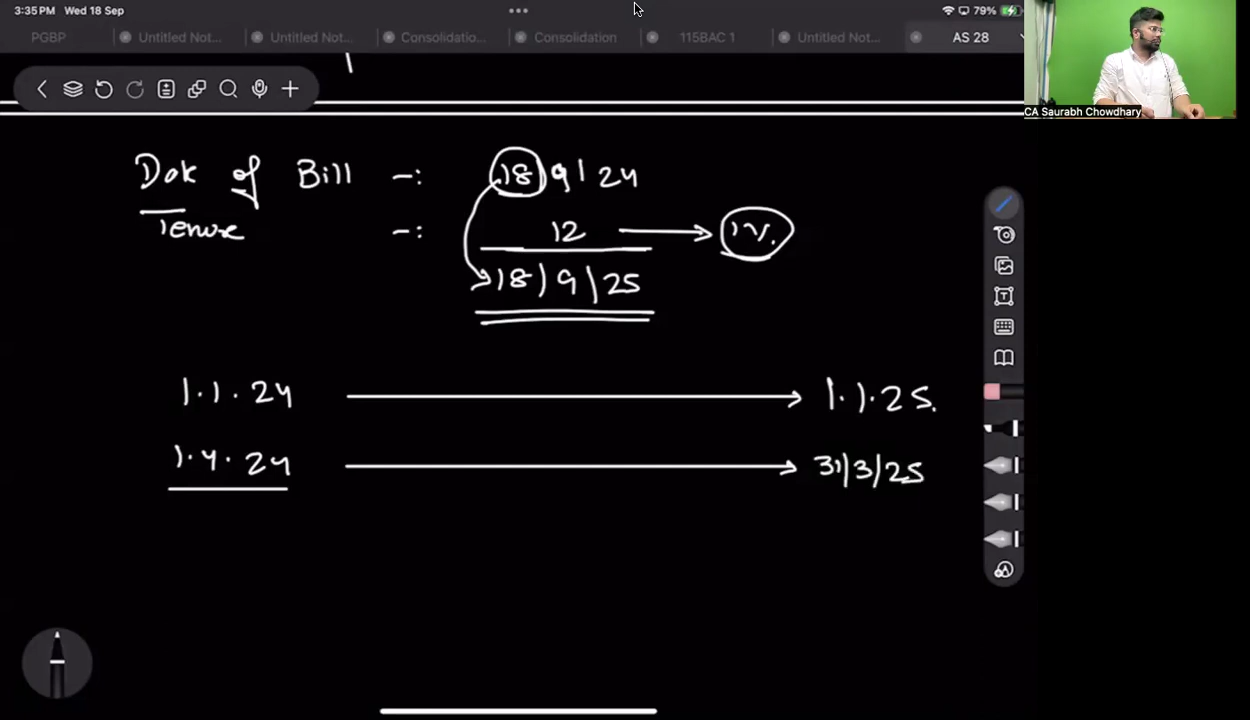 3:35 PM Wed 18 Sep
79%
PGBP Untitled Not... Untitled Not... Consolidatio... Consolidation 115BAC 1 Untitled Not... AS 28
CA Saurabh Chowdhary
Date of Bill -: 18/9/24
Tenure -: 12 → 1 Y.
18/9/25
1.1.24 → 1.1.25.
1.4.24 → 31/3/25